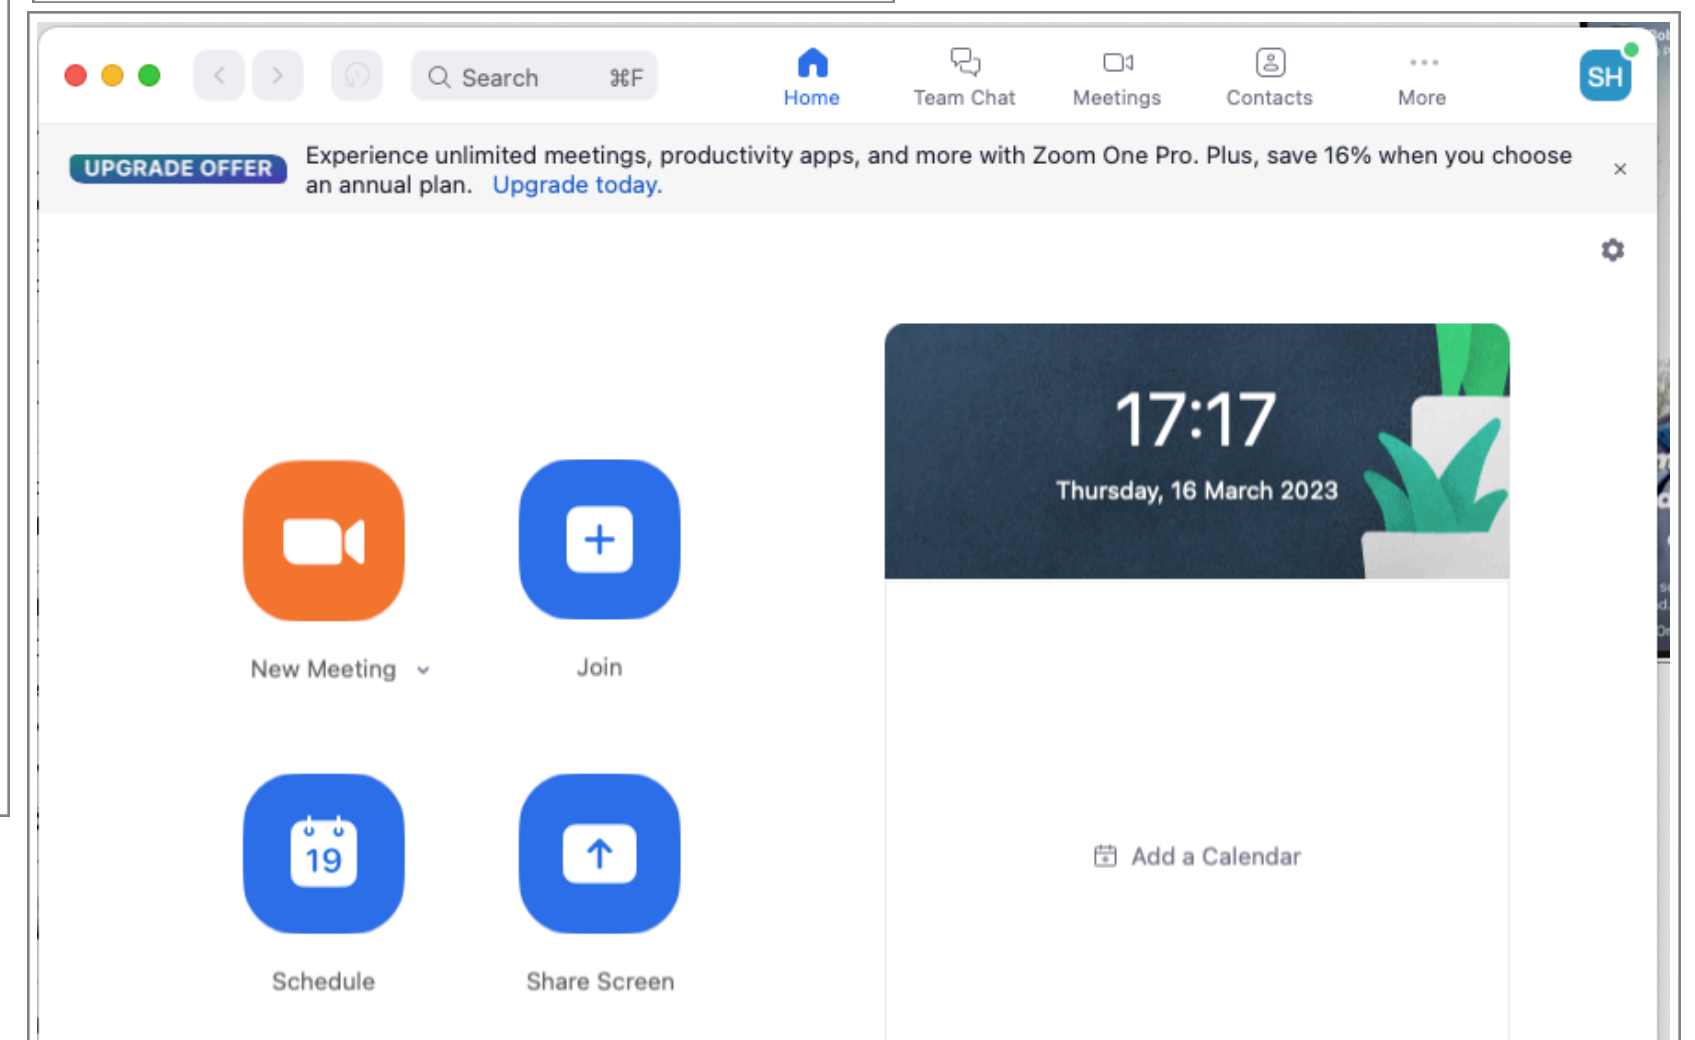 Search ⌘F
Home
Team Chat
Meetings
Contacts
More
SH
UPGRADE OFFER
Experience unlimited meetings, productivity apps, and more with Zoom One Pro. Plus, save 16% when you choose
an annual plan. Upgrade today.
17:17
Thursday, 16 March 2023
New Meeting
Join
19
Add a Calendar
Schedule
Share Screen